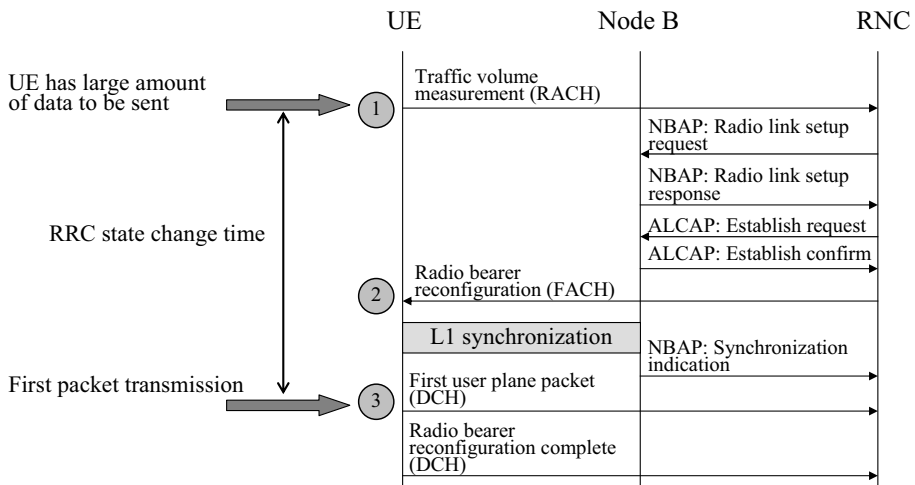 UE
Node B
RNC
UE has large amount
of data to be sent
1
Traffic volume
measurement (RACH)
NBAP: Radio link setup
request
NBAP: Radio link setup
response
ALCAP: Establish request
ALCAP: Establish confirm
RRC state change time
2
Radio bearer
reconfiguration (FACH)
L1 synchronization
NBAP: Synchronization
indication
First packet transmission
3
First user plane packet
(DCH)
Radio bearer
reconfiguration complete
(DCH)